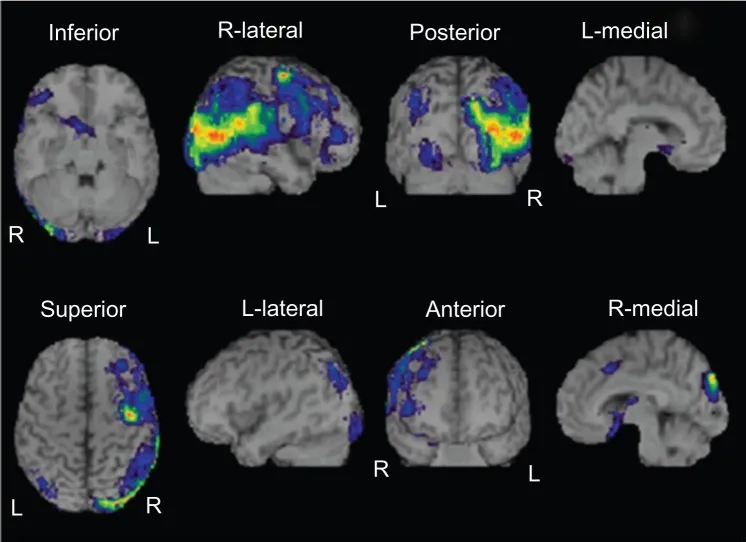 Inferior R-lateral Posterior L-medial
L R
R L
Superior L-lateral Anterior R-medial
R L
L R